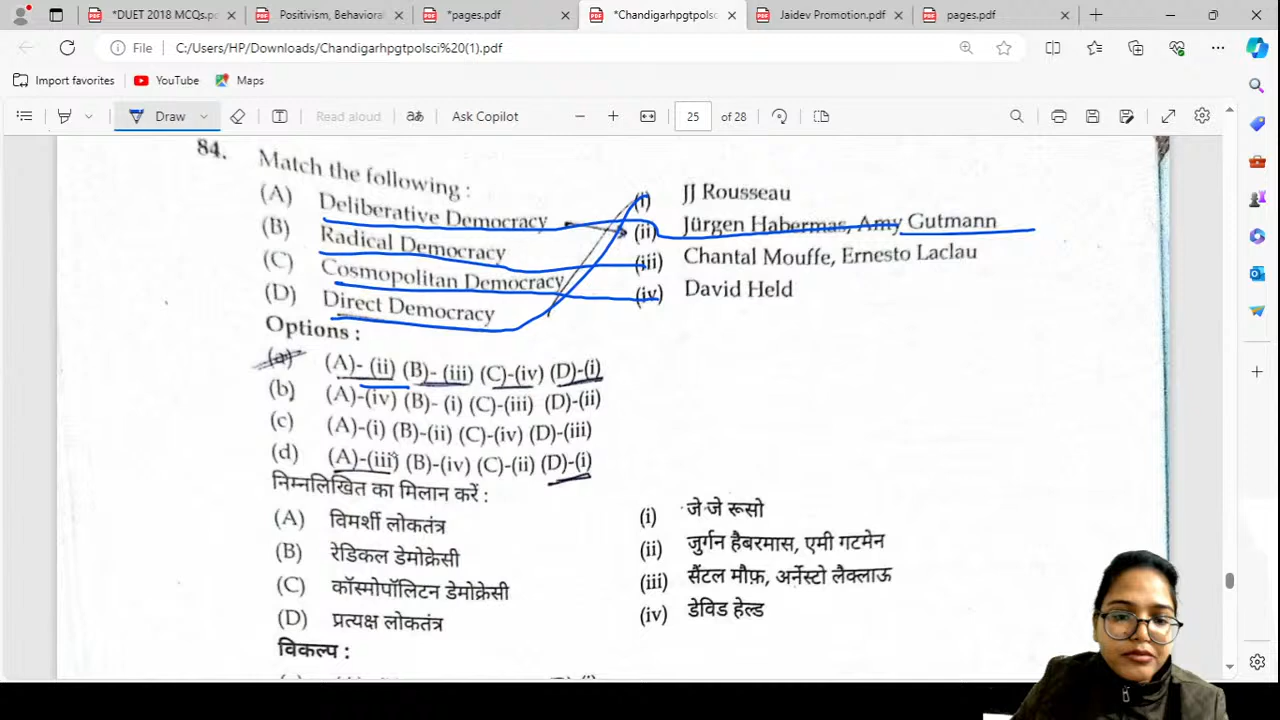 *DUET 2018 MCQs.pdf
Positivism, Behaviora
*pages.pdf
*Chandigarhpgtpolsc
Jaidev Promotion.pdf
pages.pdf
File
C:/Users/HP/Downloads/Chandigarhpgtpolsci%20(1).pdf
Import favorites
YouTube
Maps
Draw
Read aloud
Ask Copilot
25
of 28
84. Match the following :
(A) Deliberative Democracy (i) JJ Rousseau
(B) Radical Democracy (ii) Jürgen Habermas, Amy Gutmann
(C) Cosmopolitan Democracy (iii) Chantal Mouffe, Ernesto Laclau
(D) Direct Democracy (iv) David Held
Options :
(a) (A)- (ii) (B)- (iii) (C)-(iv) (D)-(i)
(b) (A)-(iv) (B)- (i) (C)-(iii) (D)-(ii)
(c) (A)-(i) (B)-(ii) (C)-(iv) (D)-(iii)
(d) (A)-(iii) (B)-(iv) (C)-(ii) (D)-(i)
निम्नलिखित का मिलान करें :
(A) विमर्शी लोकतंत्र (i) जे जे रूसो
(B) रेडिकल डेमोक्रेसी (ii) जुर्गन हैबरमास, एमी गटमेन
(C) कॉस्मोपॉलिटन डेमोक्रेसी (iii) सैंटल मौफ़, अर्नेस्टो लैक्लाऊ
(D) प्रत्यक्ष लोकतंत्र (iv) डेविड हेल्ड
विकल्प :